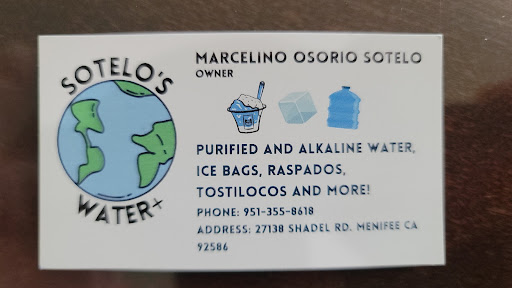 SOTELO'S
WATER+
MARCELINO OSORIO SOTELO
OWNER
PURIFIED AND ALKALINE WATER,
ICE BAGS, RASPADOS,
TOSTILOCOS AND MORE!
PHONE: 951-355-8618
ADDRESS: 27138 SHADEL RD. MENIFEE CA
92586